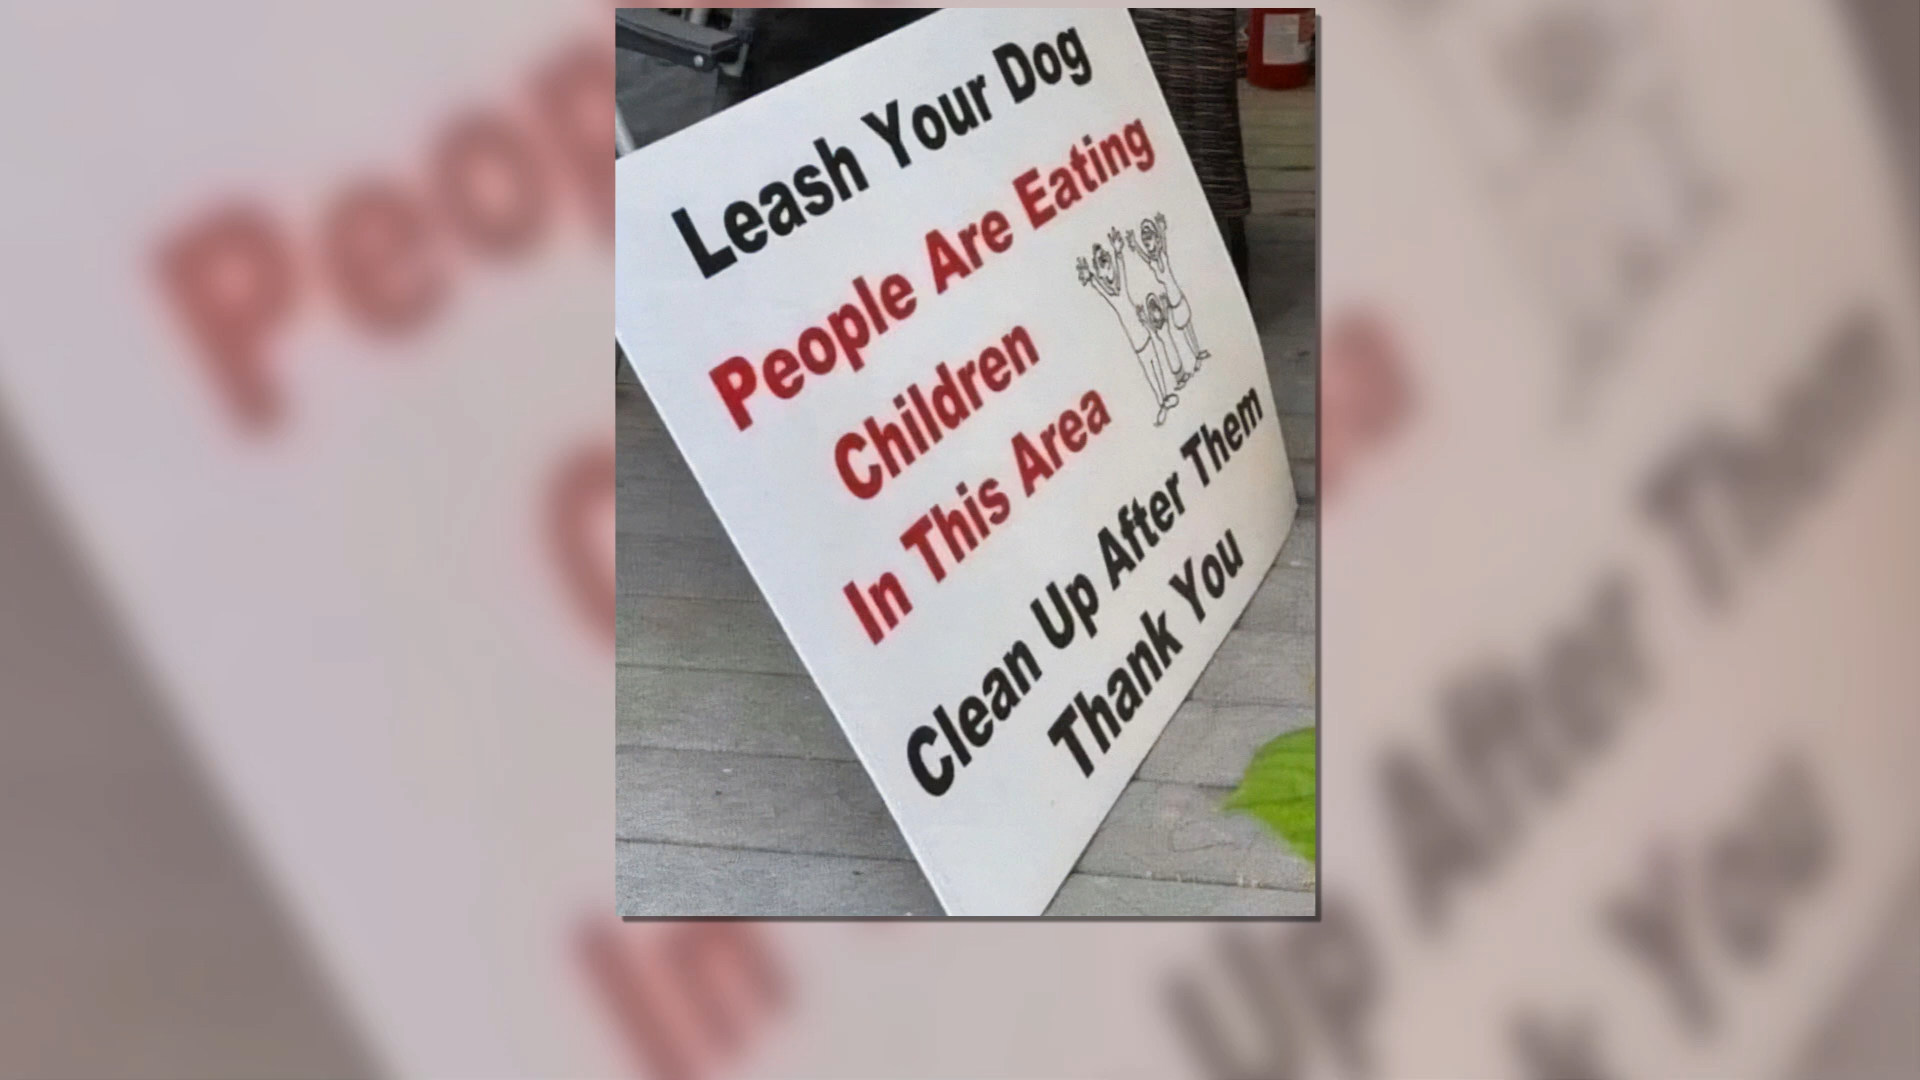 Leash Your Dog
People Are Eating
Children
In This Area
Clean Up After Them
Thank You